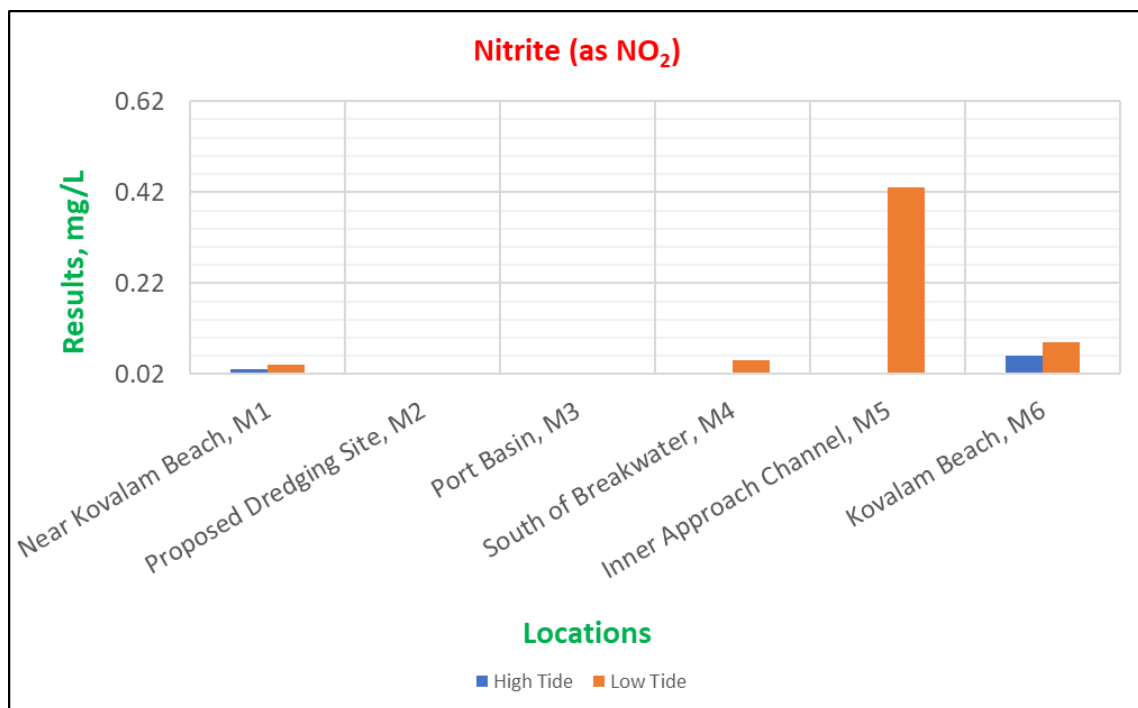 Nitrite (as NO₂)
Results, mg/L
0.62
0.42
0.22
0.02
Near Kovalam Beach, M1
Proposed Dredging Site, M2
Port Basin, M3
South of Breakwater, M4
Inner Approach Channel, M5
Kovalam Beach, M6
Locations
High Tide Low Tide